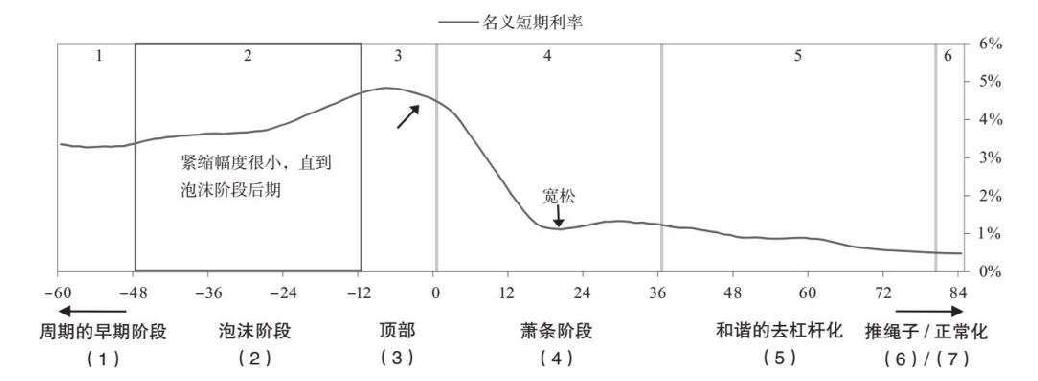 名义短期利率
1 2 3 4 5 6
6%
5%
4%
3%
2%
1%
0%
紧缩幅度很小，直到
泡沫阶段后期
宽松
-60 -48 -36 -24 -12 0 12 24 36 48 60 72 84
周期的早期阶段 泡沫阶段 顶部 萧条阶段 和谐的去杠杆化 推绳子/正常化
(1) (2) (3) (4) (5) (6)/(7)